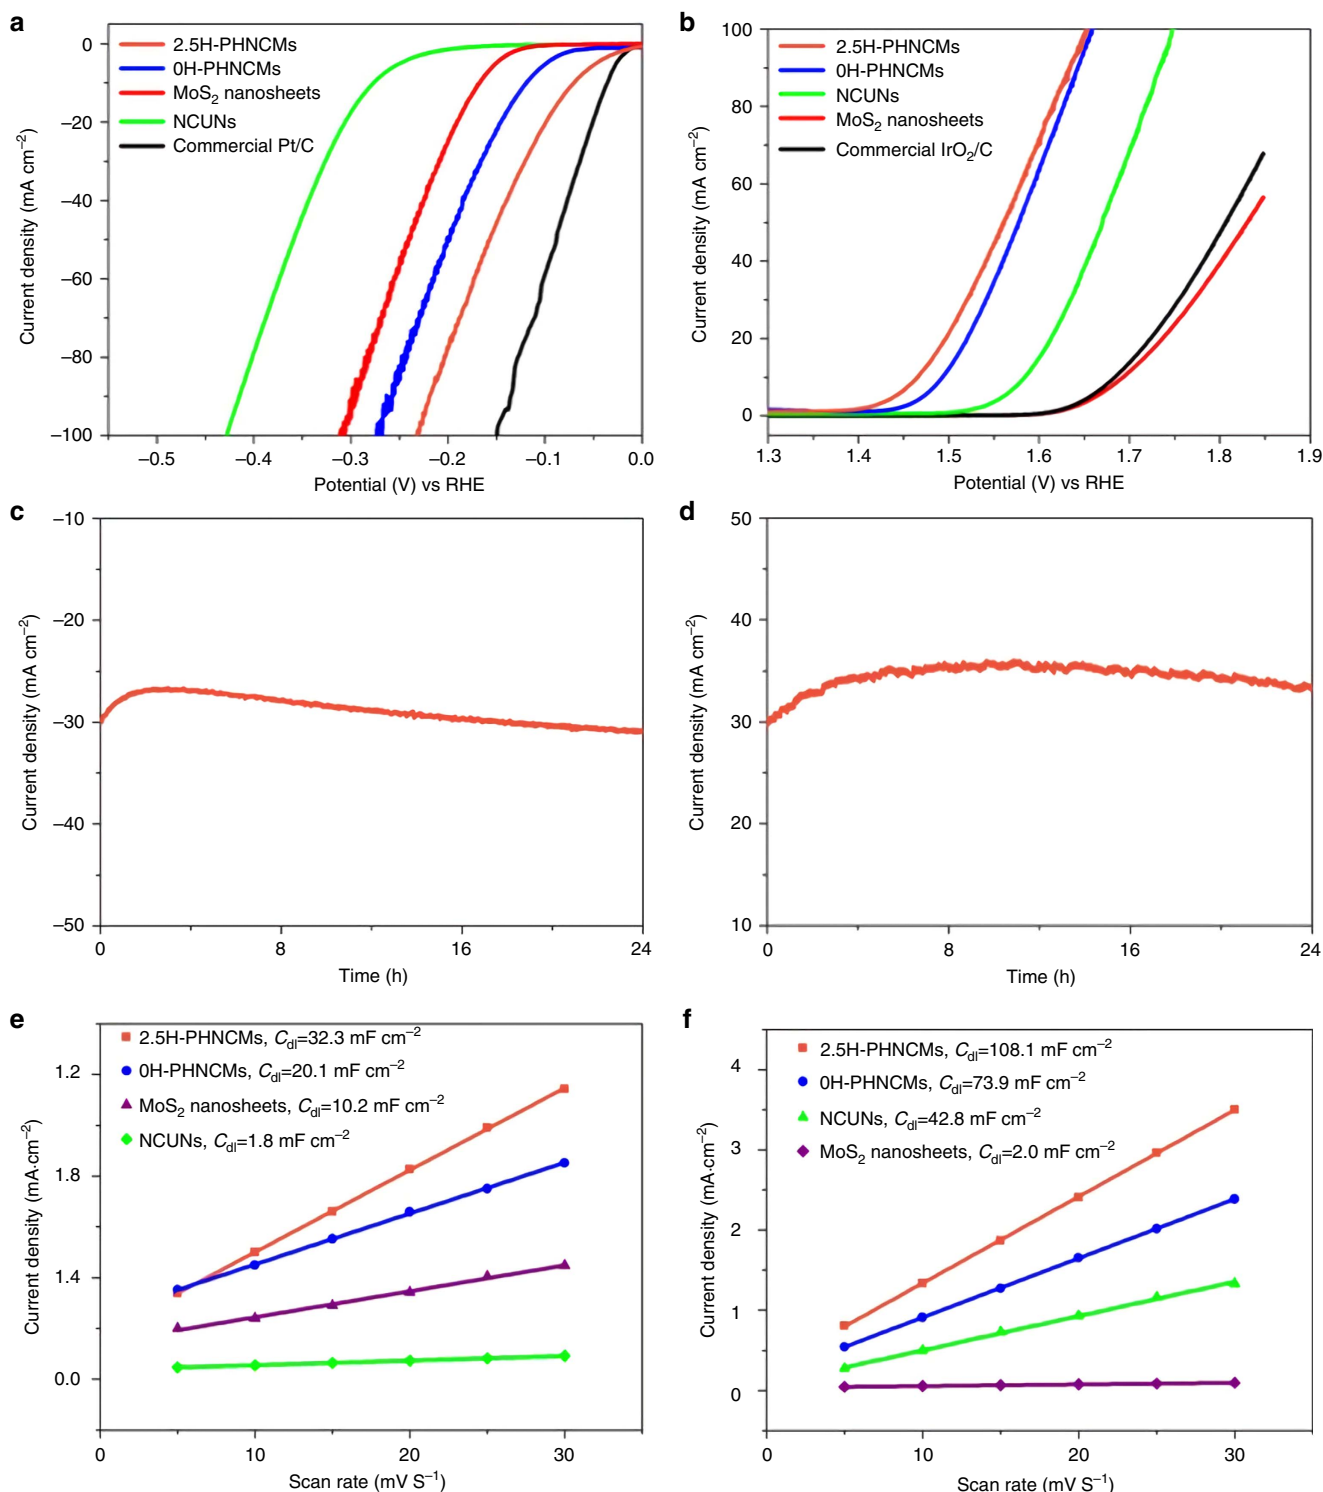 a
2.5H-PHNCMs
0H-PHNCMs
MoS2 nanosheets
NCUNs
Commercial Pt/C
Current density (mA cm−2)
0
−20
−40
−60
−80
−100
−0.5 −0.4 −0.3 −0.2 −0.1 0.0
Potential (V) vs RHE
b
2.5H-PHNCMs
0H-PHNCMs
NCUNs
MoS2 nanosheets
Commercial IrO2/C
Current density (mA cm−2)
100
80
60
40
20
0
1.3 1.4 1.5 1.6 1.7 1.8 1.9
Potential (V) vs RHE
c
Current density (mA cm−2)
−10
−20
−30
−40
−50
0 8 16 24
Time (h)
d
Current density (mA cm−2)
50
40
30
20
10
0 8 16 24
Time (h)
e
2.5H-PHNCMs, Cdl=32.3 mF cm−2
0H-PHNCMs, Cdl=20.1 mF cm−2
MoS2 nanosheets, Cdl=10.2 mF cm−2
NCUNs, Cdl=1.8 mF cm−2
Current density (mA·cm−2)
1.2
1.8
1.4
0.0
0 10 20 30
Scan rate (mV S−1)
f
2.5H-PHNCMs, Cdl=108.1 mF cm−2
0H-PHNCMs, Cdl=73.9 mF cm−2
NCUNs, Cdl=42.8 mF cm−2
MoS2 nanosheets, Cdl=2.0 mF cm−2
Current density (mA·cm−2)
4
3
2
1
0
0 10 20 30
Scan rate (mV S−1)